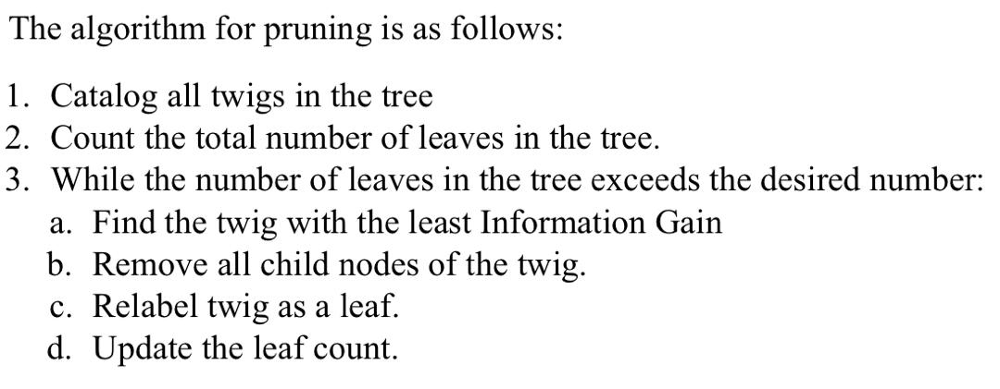 The algorithm for pruning is as follows:
1. Catalog all twigs in the tree
2. Count the total number of leaves in the tree.
3. While the number of leaves in the tree exceeds the desired number:
a. Find the twig with the least Information Gain
b. Remove all child nodes of the twig.
c. Relabel twig as a leaf.
d. Update the leaf count.